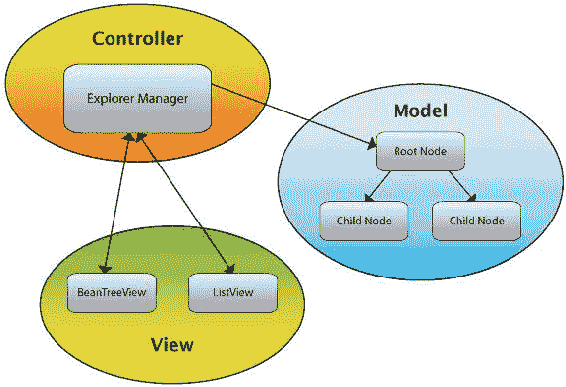 Controller
Explorer Manager
Model
Root Node
Child Node
Child Node
BeanTreeView
ListView
View